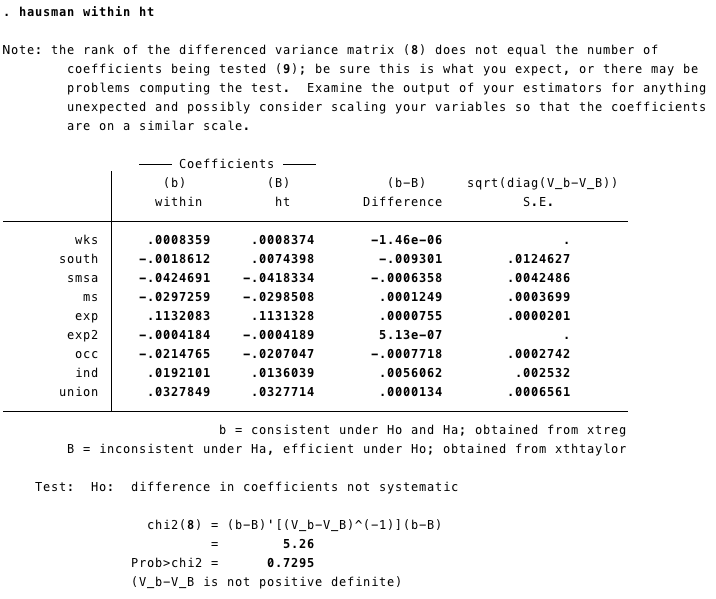 . hausman within ht
Note: the rank of the differenced variance matrix (8) does not equal the number of
coefficients being tested (9); be sure this is what you expect, or there may be
problems computing the test.  Examine the output of your estimators for anything
unexpected and possibly consider scaling your variables so that the coefficients
are on a similar scale.
Coefficients
(b) (B) (b-B) sqrt(diag(V_b-V_B))
within ht Difference S.E.
wks .0008359 .0008374 -1.46e-06 .
south -.0018612 .0074398 -.009301 .0124627
smsa -.0424691 -.0418334 -.0006358 .0042486
ms -.0297259 -.0298508 .0001249 .0003699
exp .1132083 .1131328 .0000755 .0000201
exp2 -.0004184 -.0004189 5.13e-07 .
occ -.0214765 -.0207047 -.0007718 .0002742
ind .0192101 .0136039 .0056062 .002532
union .0327849 .0327714 .0000134 .0006561
b = consistent under Ho and Ha; obtained from xtreg
B = inconsistent under Ha, efficient under Ho; obtained from xthtaylor
Test:  Ho:  difference in coefficients not systematic
chi2(8) = (b-B)'[(V_b-V_B)^(-1)](b-B)
= 5.26
Prob>chi2 = 0.7295
(V_b-V_B is not positive definite)